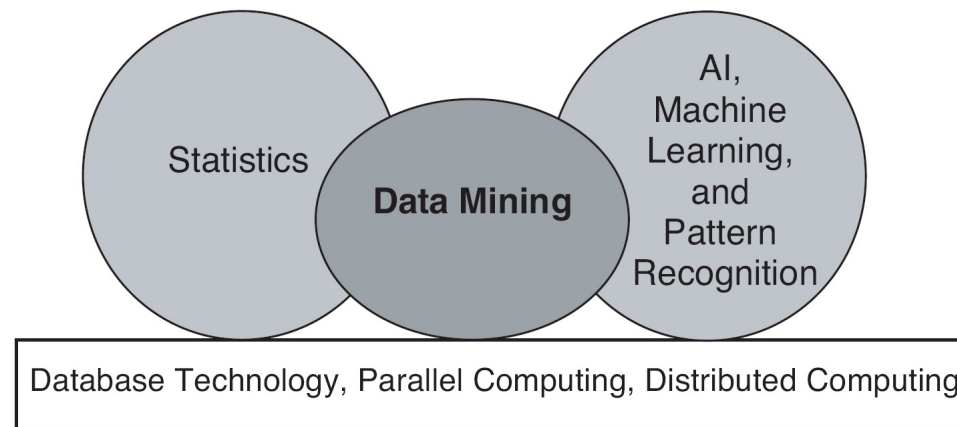 Statistics
Data Mining
AI,
Machine
Learning,
and
Pattern
Recognition
Database Technology, Parallel Computing, Distributed Computing